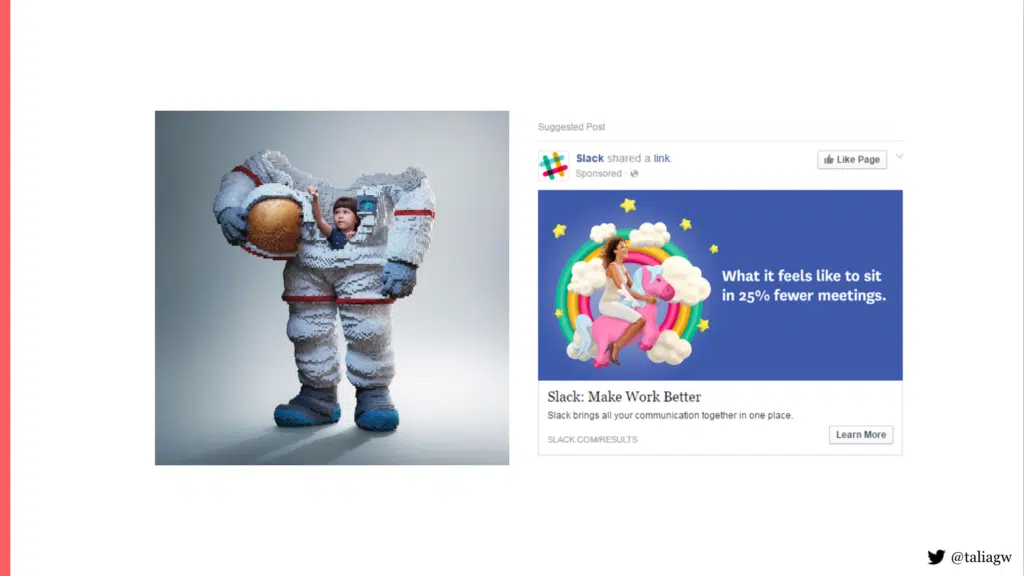 Suggested Post
Slack shared a link.
Like Page
Sponsored ·
What it feels like to sit
in 25% fewer meetings.
Slack: Make Work Better
Slack brings all your communication together in one place.
SLACK.COM/RESULTS
Learn More
@taliagw